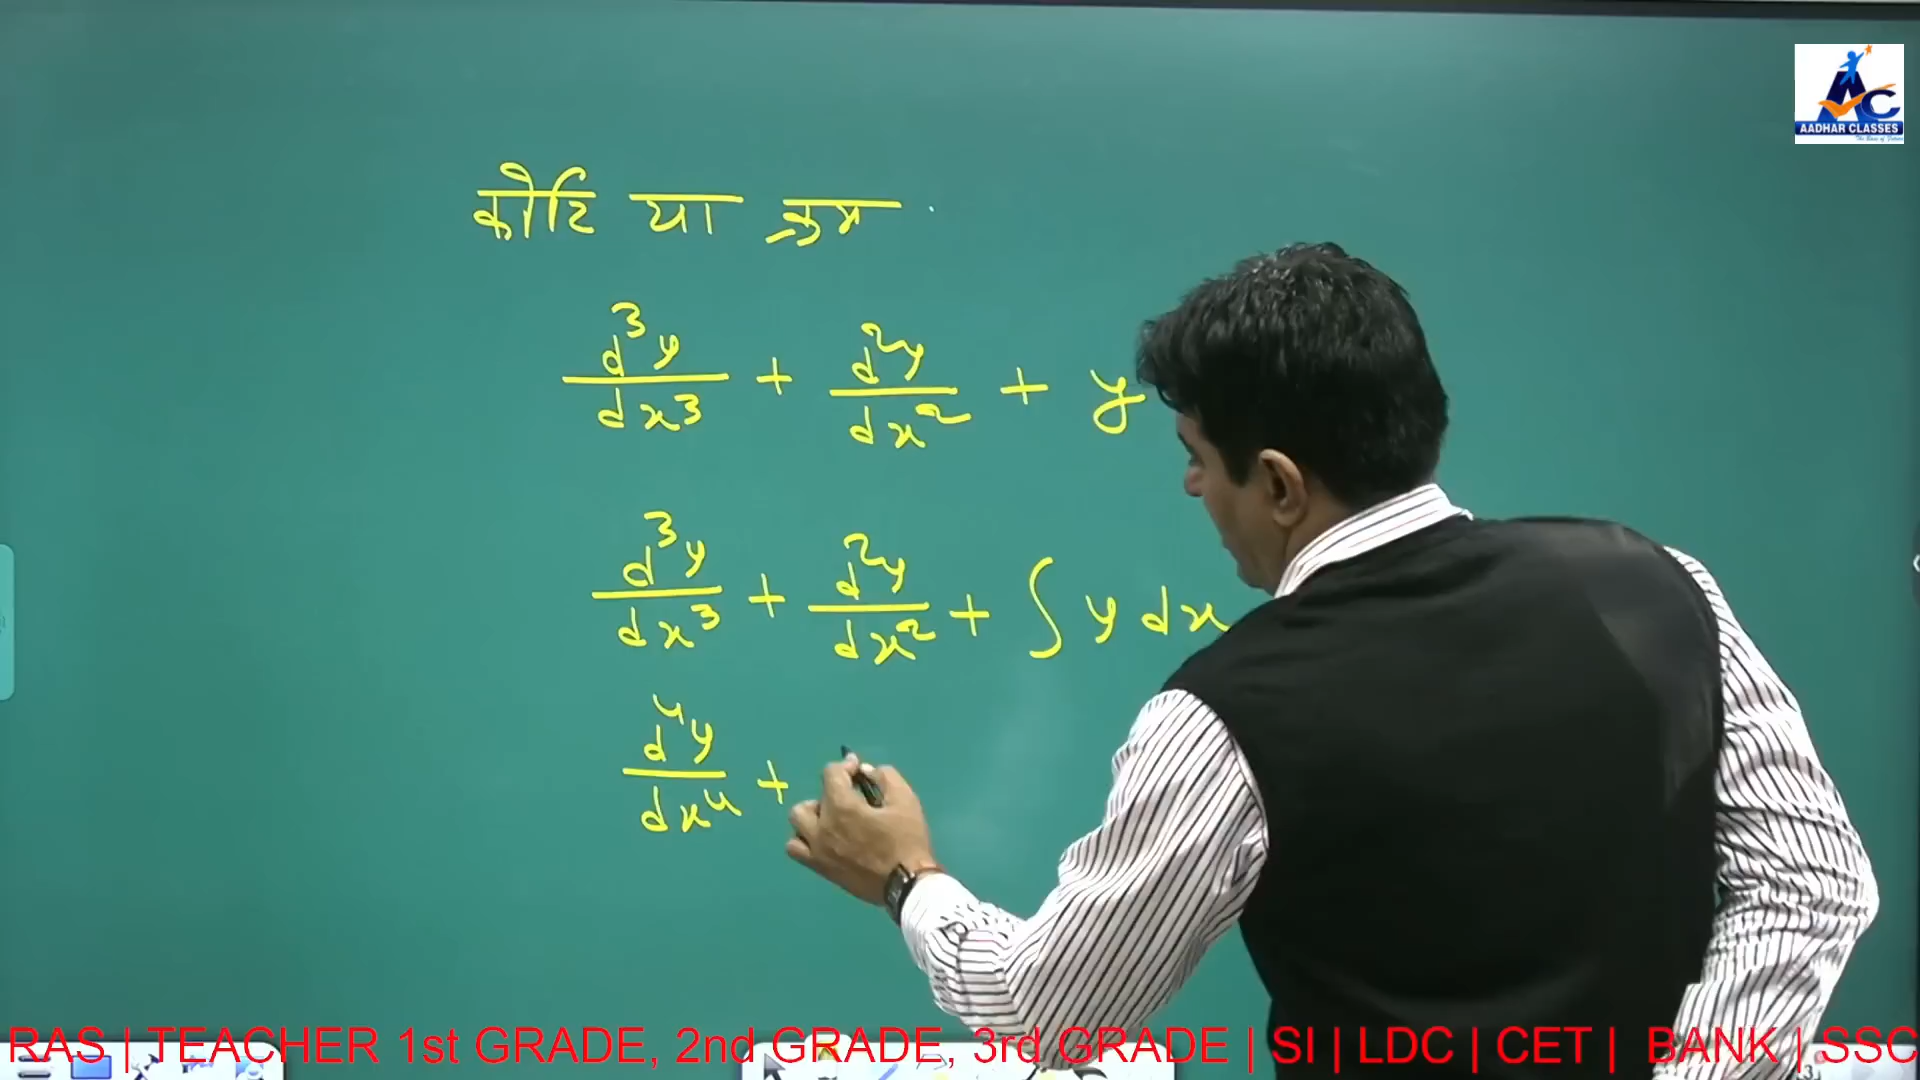 AADHAR CLASSES
कोटि या क्रम
d³y/dx³ + d²y/dx² + y
d³y/dx³ + d²y/dx² + ∫ y dx
d⁴y/dx⁴ +
RAS | TEACHER 1st GRADE, 2nd GRADE, 3rd GRADE | SI | LDC | CET | BANK | SSC